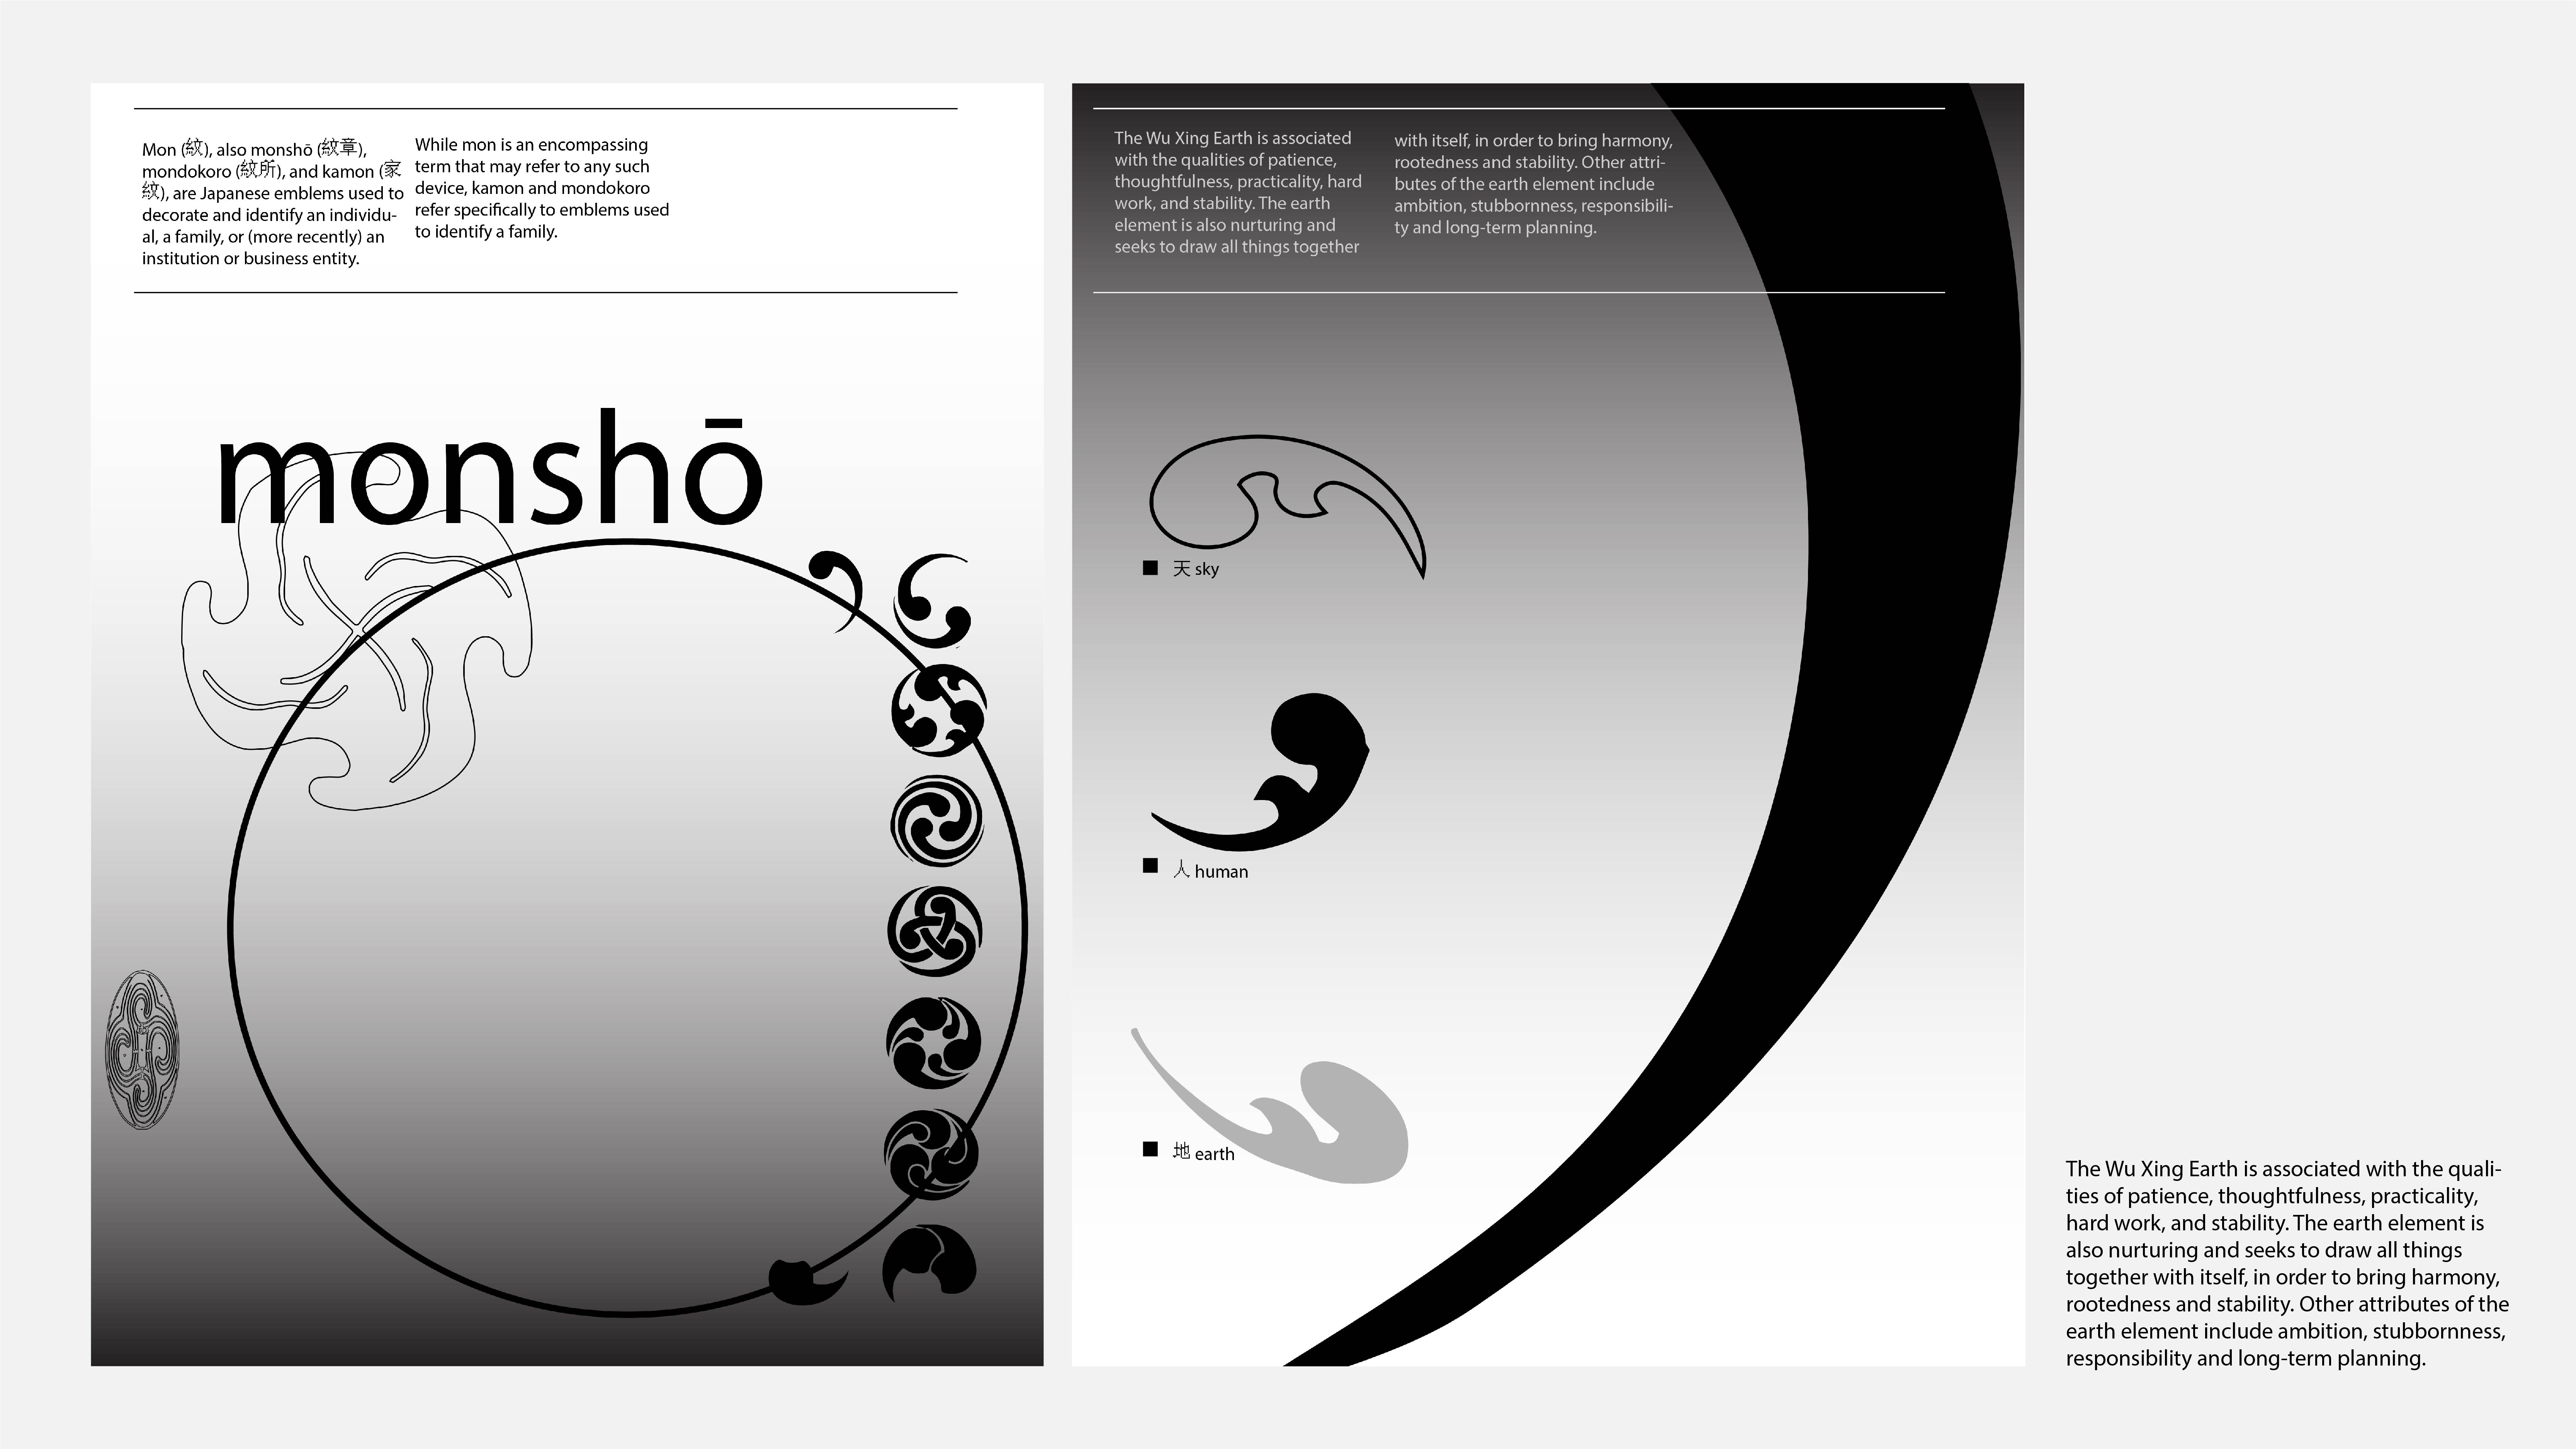 Mon (紋), also monshō (紋章),
mondokoro (紋所), and kamon (家
紋), are Japanese emblems used to
decorate and identify an individu-
al, a family, or (more recently) an
institution or business entity.
While mon is an encompassing
term that may refer to any such
device, kamon and mondokoro
refer specifically to emblems used
to identify a family.
monshō
The Wu Xing Earth is associated
with the qualities of patience,
thoughtfulness, practicality, hard
work, and stability. The earth
element is also nurturing and
seeks to draw all things together
with itself, in order to bring harmony,
rootedness and stability. Other attri-
butes of the earth element include
ambition, stubbornness, responsibili-
ty and long-term planning.
天 sky
人 human
地 earth
The Wu Xing Earth is associated with the quali-
ties of patience, thoughtfulness, practicality,
hard work, and stability. The earth element is
also nurturing and seeks to draw all things
together with itself, in order to bring harmony,
rootedness and stability. Other attributes of the
earth element include ambition, stubbornness,
responsibility and long-term planning.